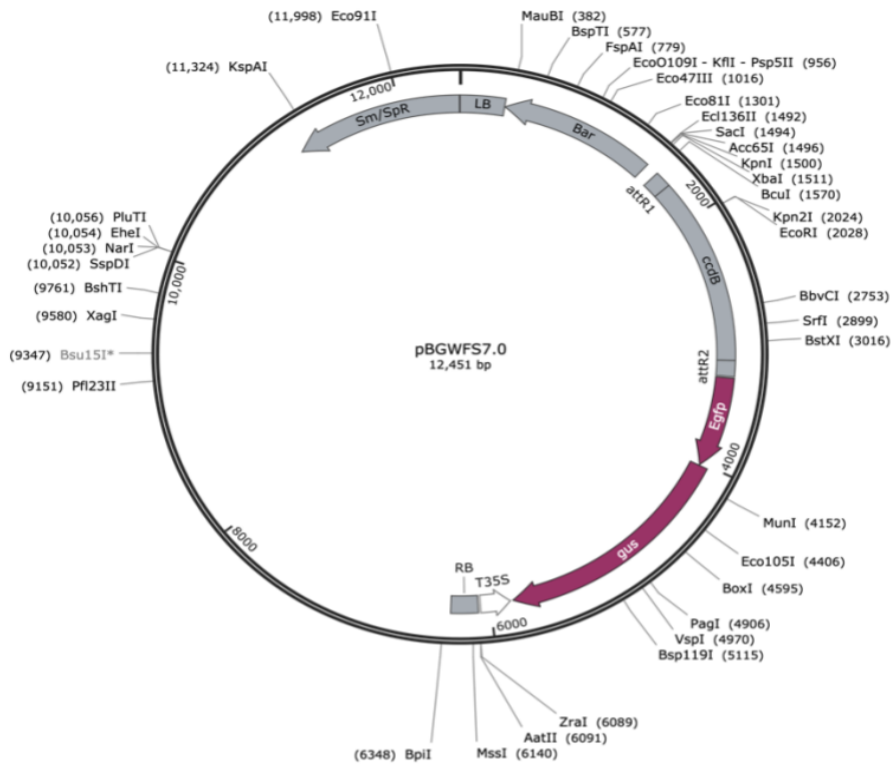 (11,998) Eco91I
MauBI (382)
BspTI (577)
FspAI (779)
EcoO109I - KflI - Psp5II (956)
Eco47III (1016)
(11,324) KspAI
12,000
Sm/SpR
LB
Bar
Eco81I (1301)
Ecl136II (1492)
SacI (1494)
Acc65I (1496)
KpnI (1500)
XbaI (1511)
BcuI (1570)
attR1
2000
Kpn2I (2024)
EcoRI (2028)
(10,056) PluTI
(10,054) EheI
(10,053) NarI
(10,052) SspDI
10,000
ccdB
(9761) BshTI
BbvCI (2753)
(9580) XagI
SrfI (2899)
BstXI (3016)
(9347) Bsu15I*
pBGWFS7.0
12,451 bp
attR2
(9151) Pfl23II
Egfp
4000
MunI (4152)
8000
gus
Eco105I (4406)
BoxI (4595)
RB
T35S
PagI (4906)
6000
VspI (4970)
Bsp119I (5115)
ZraI (6089)
AatII (6091)
(6348) BpiI
MssI (6140)